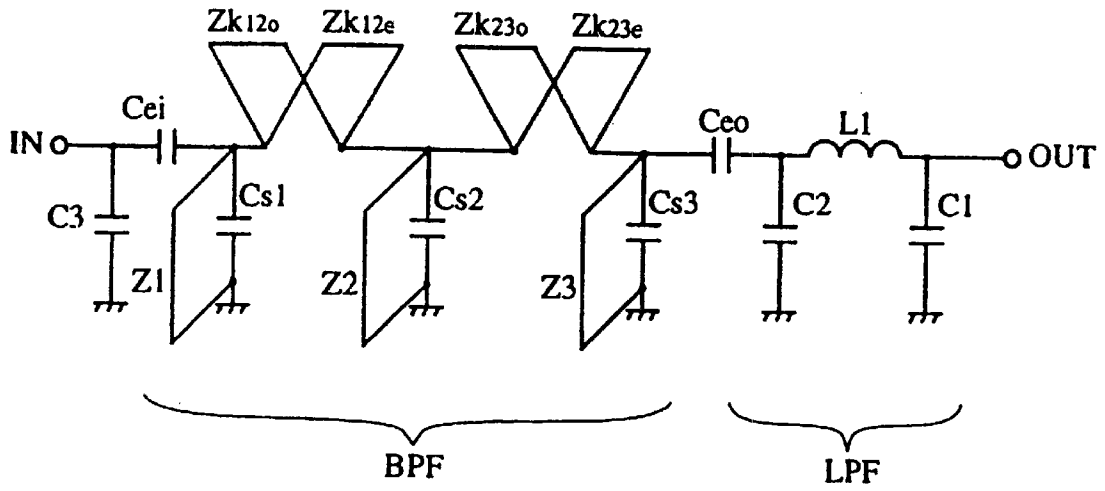 Zk12o Zk12e Zk23o Zk23e
Cei Ceo L1
IN OUT
C3 Cs1 Cs2 Cs3 C2 C1
Z1 Z2 Z3
BPF LPF